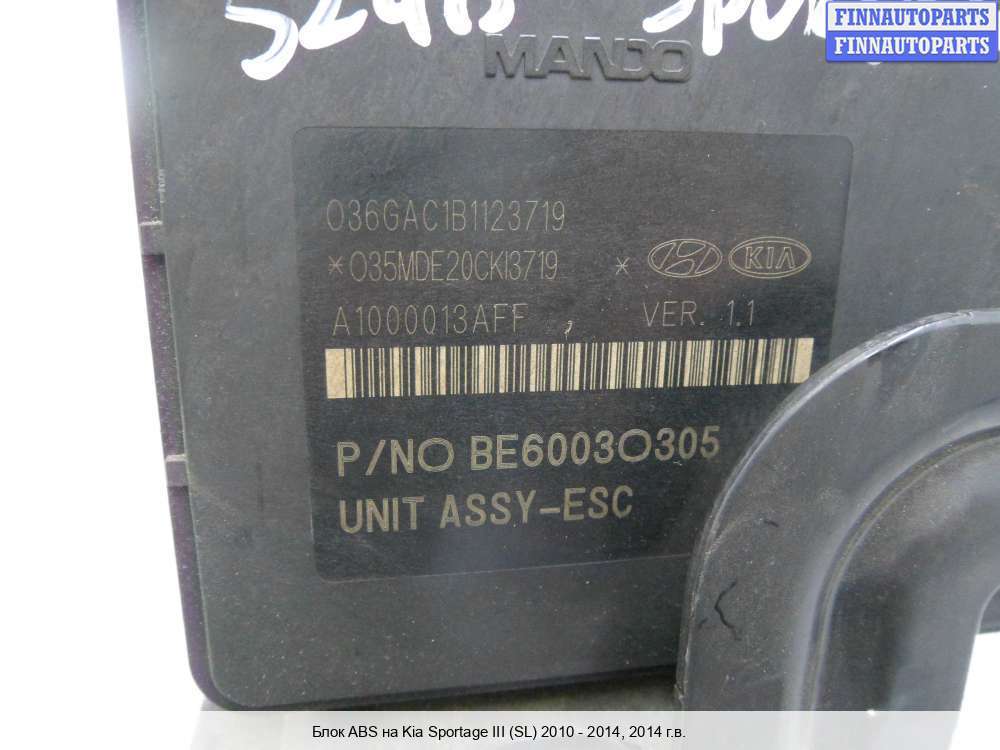 FINNAUTOPARTS
FINNAUTOPARTS
MANDO
036GAC1B1123719
*035MDE20CKI3719 *
KIA
A1000013AFF , VER. 1.1
P/NO BE60030305
UNIT ASSY-ESC
Блок ABS на Kia Sportage III (SL) 2010 - 2014, 2014 г.в.